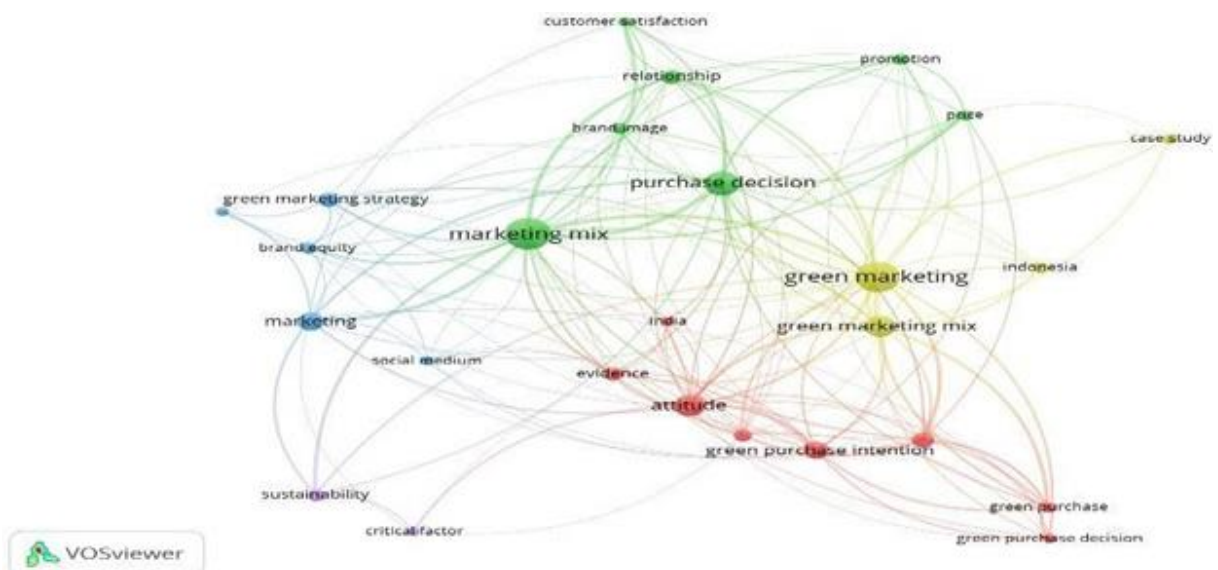 customer satisfaction
promotion
relationship
price
brand image
case study
purchase decision
green marketing strategy
marketing mix
brand equity
green marketing
indonesia
marketing
india
green marketing mix
social medium
evidence
attitude
green purchase intention
sustainability
green purchase
critical factor
green purchase decision
VOSviewer